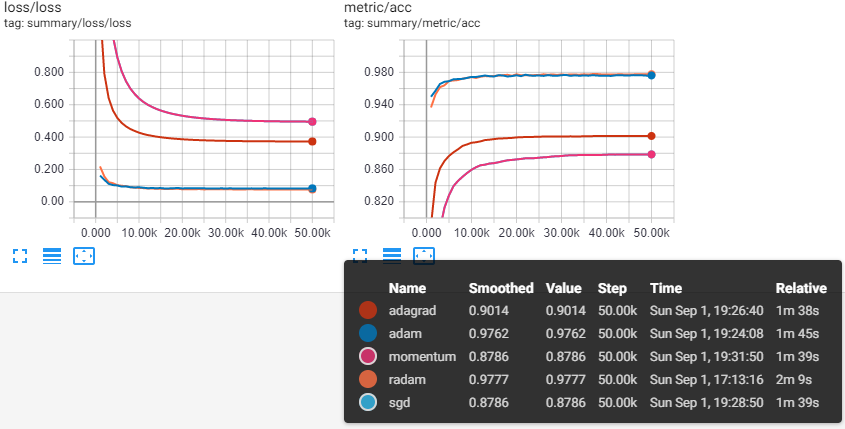 loss/loss
tag: summary/loss/loss
0.800
0.600
0.400
0.200
0.00
0.000 10.00k 20.00k 30.00k 40.00k 50.00k
metric/acc
tag: summary/metric/acc
0.980
0.940
0.900
0.860
0.820
0.000 10.00k 20.00k 30.00k 40.00k 50.00k
Name Smoothed Value Step Time Relative
adagrad 0.9014 0.9014 50.00k Sun Sep 1, 19:26:40 1m 38s
adam 0.9762 0.9762 50.00k Sun Sep 1, 19:24:08 1m 45s
momentum 0.8786 0.8786 50.00k Sun Sep 1, 19:31:50 1m 39s
radam 0.9777 0.9777 50.00k Sun Sep 1, 17:13:16 2m 9s
sgd 0.8786 0.8786 50.00k Sun Sep 1, 19:28:50 1m 39s